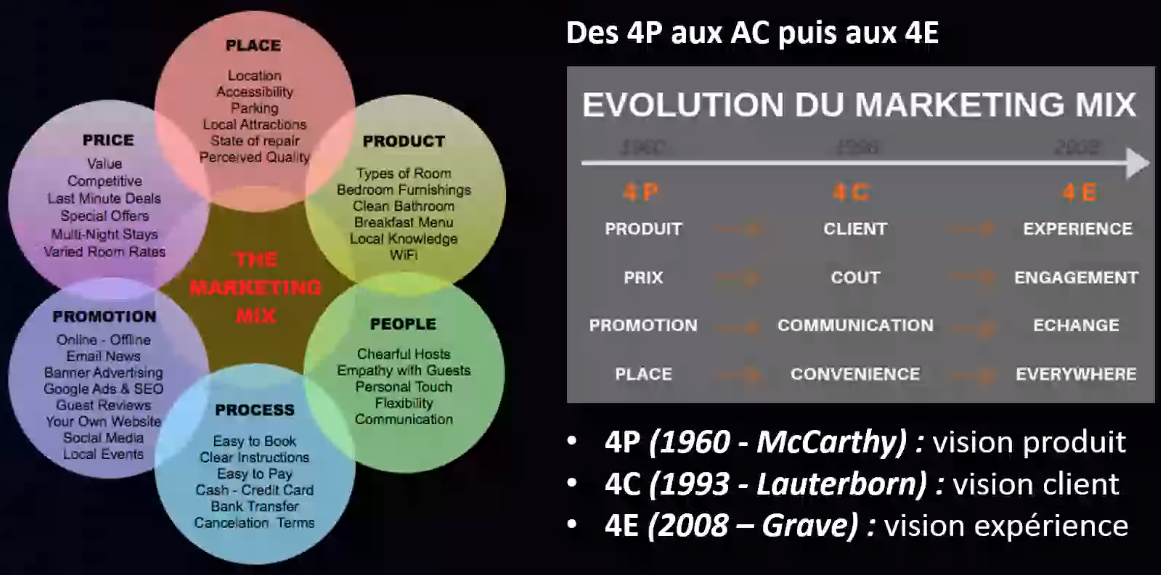 PLACE
Location
Accessibility
Parking
Local Attractions
State of repair
Perceived Quality
PRICE
Value
Competitive
Last Minute Deals
Special Offers
Multi-Night Stays
Varied Room Rates
PRODUCT
Types of Room
Bedroom Furnishings
Clean Bathroom
Breakfast Menu
Local Knowledge
WiFi
THE
MARKETING
MIX
PROMOTION
Online - Offline
Email News
Banner Advertising
Google Ads & SEO
Guest Reviews
Your Own Website
Social Media
Local Events
PEOPLE
Chearful Hosts
Empathy with Guests
Personal Touch
Flexibility
Communication
PROCESS
Easy to Book
Clear Instructions
Easy to Pay
Cash - Credit Card
Bank Transfer
Cancelation Terms
Des 4P aux AC puis aux 4E
EVOLUTION DU MARKETING MIX
1960 2008
4 P 4 C 4 E
PRODUIT CLIENT EXPERIENCE
PRIX COUT ENGAGEMENT
PROMOTION COMMUNICATION ECHANGE
PLACE CONVENIENCE EVERYWHERE
• 4P (1960 - McCarthy) : vision produit
• 4C (1993 - Lauterborn) : vision client
• 4E (2008 – Grave) : vision expérience